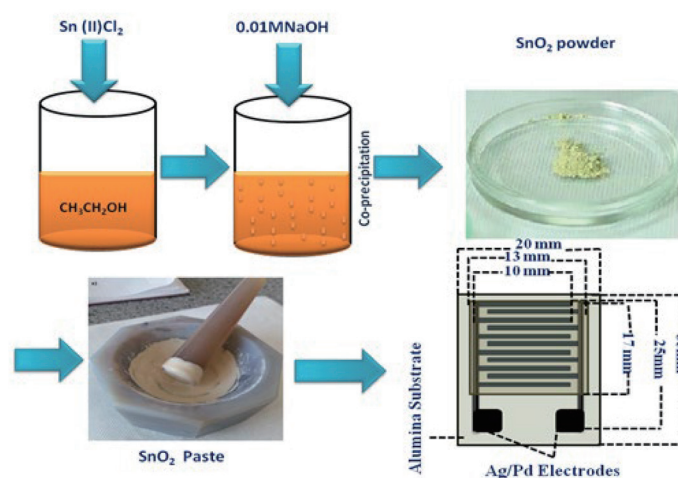 Sn (II)Cl₂
0.01MNaOH
SnO₂ powder
CH₃CH₂OH
Co-precipitation
20 mm
13 mm
10 mm
17 mm
25mm
Alumina Substrate
SnO₂ Paste
Ag/Pd Electrodes